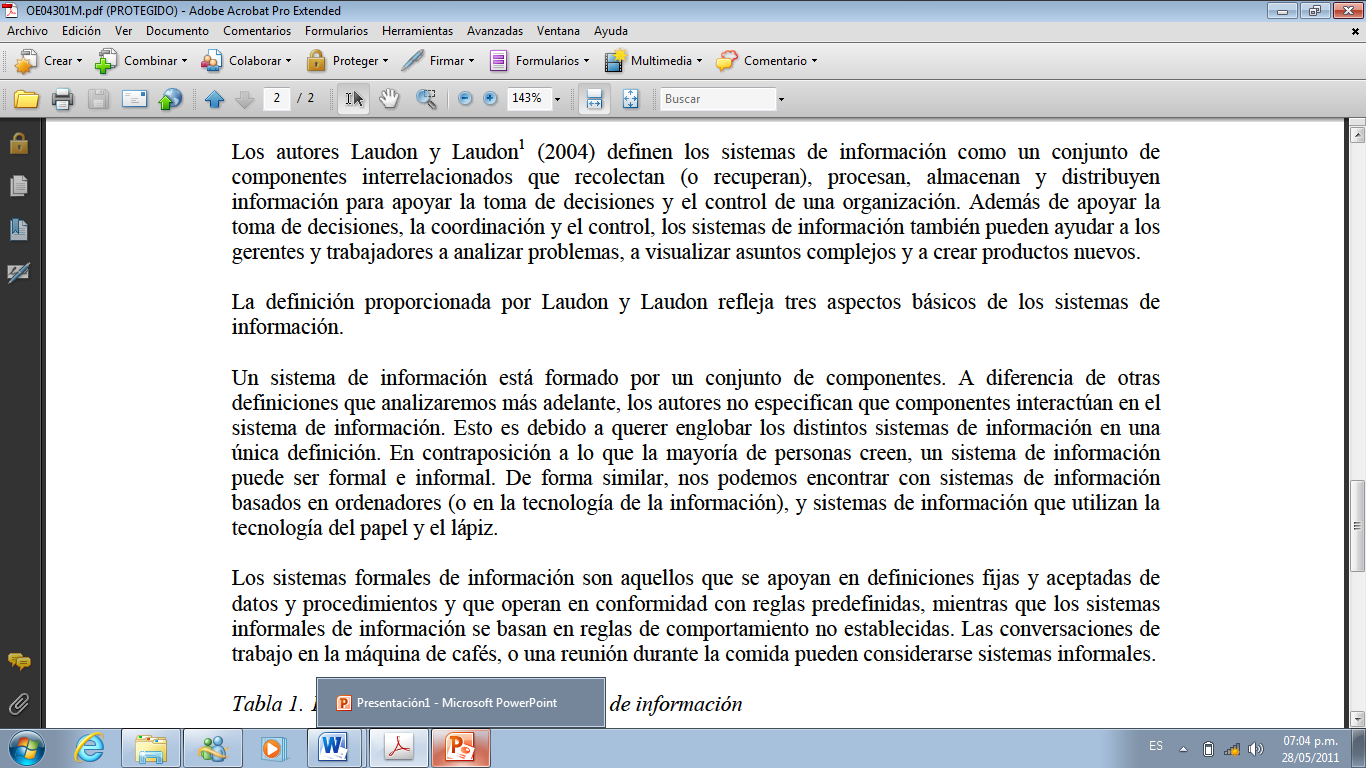 OE04301M.pdf (PROTEGIDO) - Adobe Acrobat Pro Extended
Archivo Edición Ver Documento Comentarios Formularios Herramientas Avanzadas Ventana Ayuda
Crear Combinar Colaborar Proteger Firmar Formularios Multimedia Comentario
2 / 2 143% Buscar
Los autores Laudon y Laudon1 (2004) definen los sistemas de información como un conjunto de
componentes interrelacionados que recolectan (o recuperan), procesan, almacenan y distribuyen
información para apoyar la toma de decisiones y el control de una organización. Además de apoyar la
toma de decisiones, la coordinación y el control, los sistemas de información también pueden ayudar a los
gerentes y trabajadores a analizar problemas, a visualizar asuntos complejos y a crear productos nuevos.
La definición proporcionada por Laudon y Laudon refleja tres aspectos básicos de los sistemas de
información.
Un sistema de información está formado por un conjunto de componentes. A diferencia de otras
definiciones que analizaremos más adelante, los autores no especifican que componentes interactúan en el
sistema de información. Esto es debido a querer englobar los distintos sistemas de información en una
única definición. En contraposición a lo que la mayoría de personas creen, un sistema de información
puede ser formal e informal. De forma similar, nos podemos encontrar con sistemas de información
basados en ordenadores (o en la tecnología de la información), y sistemas de información que utilizan la
tecnología del papel y el lápiz.
Los sistemas formales de información son aquellos que se apoyan en definiciones fijas y aceptadas de
datos y procedimientos y que operan en conformidad con reglas predefinidas, mientras que los sistemas
informales de información se basan en reglas de comportamiento no establecidas. Las conversaciones de
trabajo en la máquina de cafés, o una reunión durante la comida pueden considerarse sistemas informales.
Tabla 1. de información
Presentación1 - Microsoft PowerPoint
ES 07:04 p.m.
28/05/2011